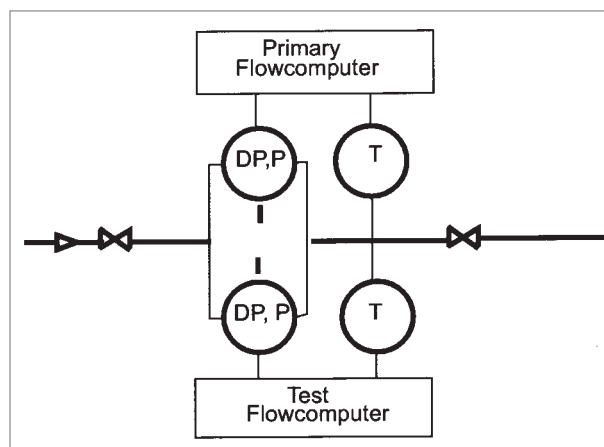 Primary
Flowcomputer
DP,P
T
DP, P
T
Test
Flowcomputer